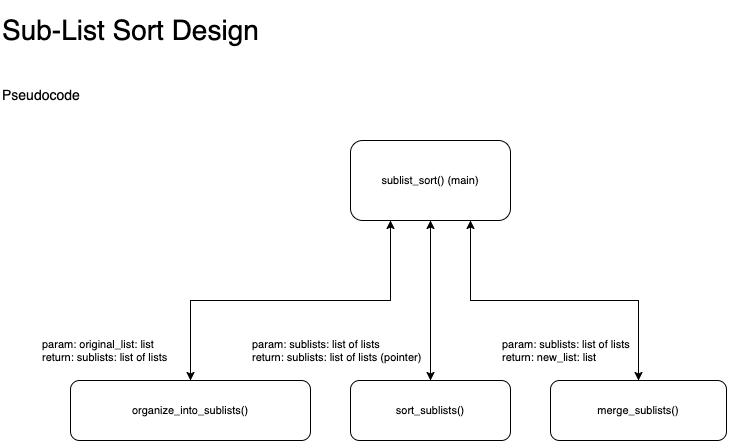 Sub-List Sort Design
Pseudocode
sublist_sort() (main)
param: original_list: list
return: sublists: list of lists
param: sublists: list of lists
return: sublists: list of lists (pointer)
param: sublists: list of lists
return: new_list: list
organize_into_sublists()
sort_sublists()
merge_sublists()